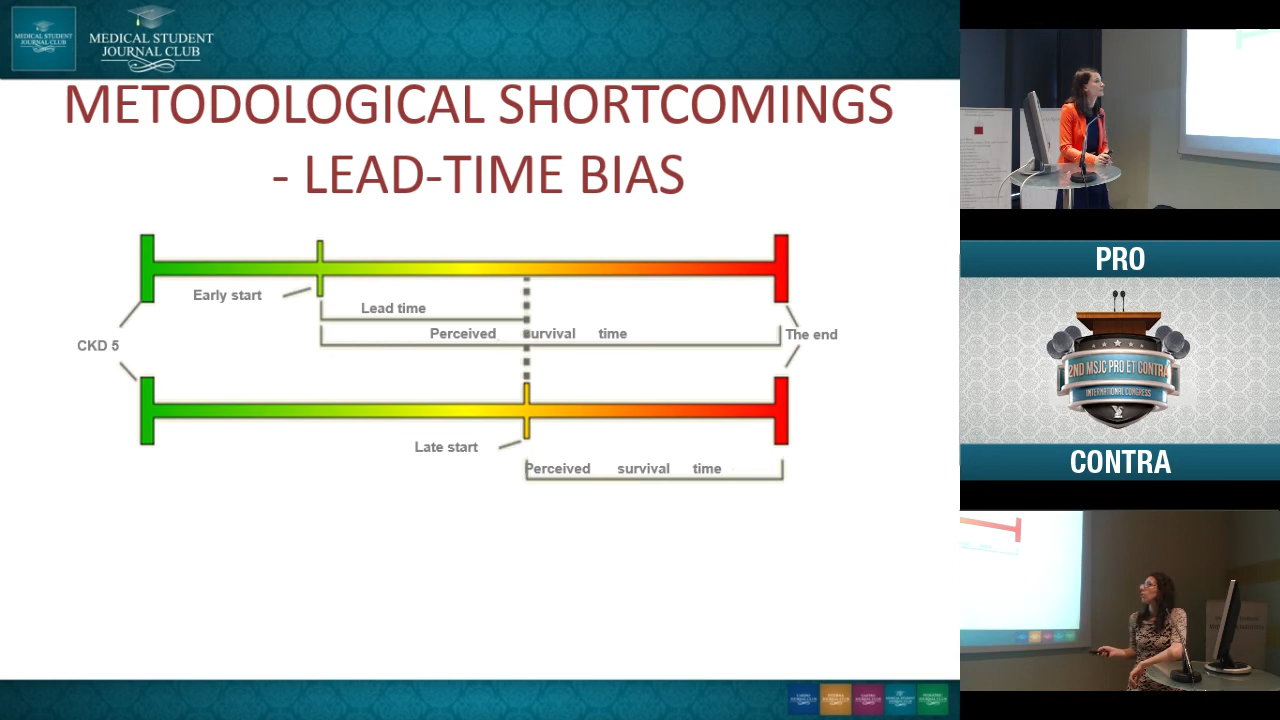 MEDICAL STUDENT
JOURNAL CLUB
MEDICAL STUDENT
JOURNAL CLUB
METODOLOGICAL SHORTCOMINGS
- LEAD-TIME BIAS
Early start
Lead time
Perceived survival time
The end
CKD 5
Late start
Perceived survival time
PRO
2ND MSJC PRO ET CONTRA
INTERNATIONAL CONGRESS
CONTRA